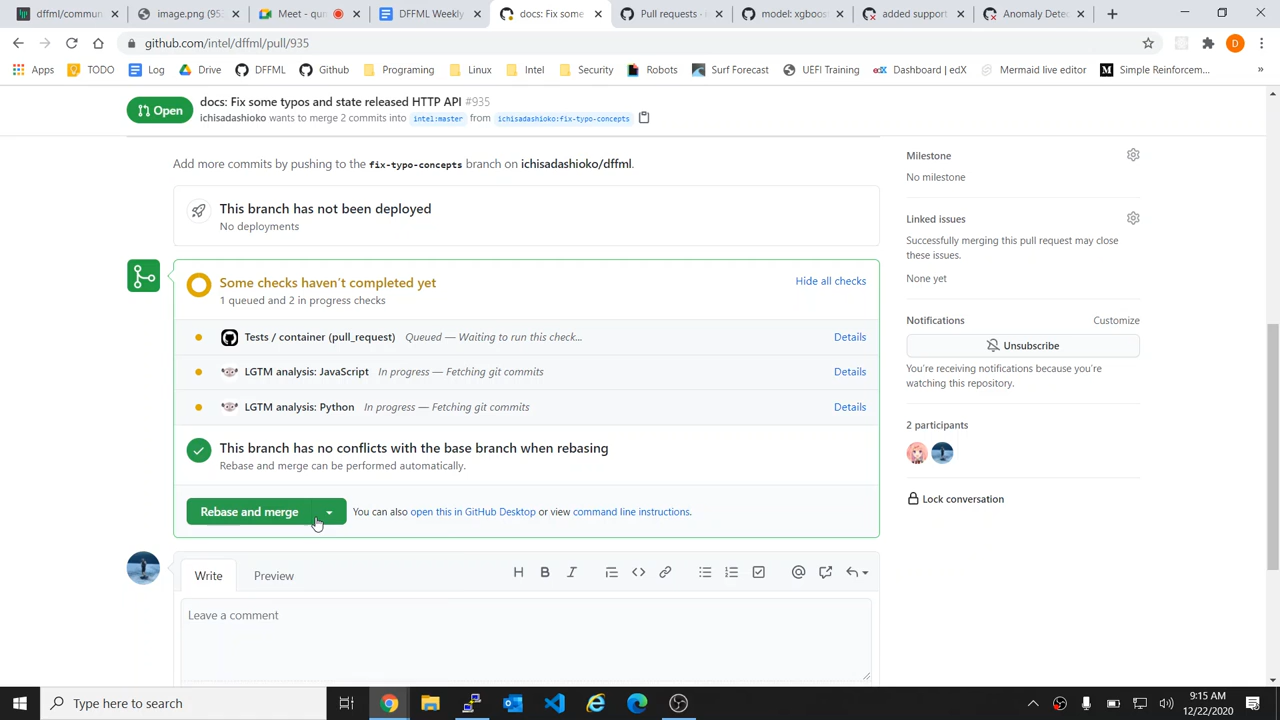 dffml/commun
image.png (953
Meet - qu
DFFML Weekly
docs: Fix some
Pull requests ·
model: xgboos
added support
Anomaly Dete
github.com/intel/dffml/pull/935
D
Apps
TODO
Log
Drive
DFFML
Github
Programing
Linux
Intel
Security
Robots
Surf Forecast
UEFI Training
Dashboard | edX
Mermaid live editor
Simple Reinforcem...
»
Open
docs: Fix some typos and state released HTTP API #935
ichisadashioko wants to merge 2 commits into intel:master from ichisadashioko:fix-typo-concepts
Add more commits by pushing to the fix-typo-concepts branch on ichisadashioko/dffml.
This branch has not been deployed
No deployments
Some checks haven't completed yet
Hide all checks
1 queued and 2 in progress checks
Tests / container (pull_request) Queued — Waiting to run this check...
Details
LGTM analysis: JavaScript In progress — Fetching git commits
Details
LGTM analysis: Python In progress — Fetching git commits
Details
This branch has no conflicts with the base branch when rebasing
Rebase and merge can be performed automatically.
Rebase and merge
You can also open this in GitHub Desktop or view command line instructions.
Write
Preview
H B I
Leave a comment
Milestone
No milestone
Linked issues
Successfully merging this pull request may close
these issues.
None yet
Notifications
Customize
Unsubscribe
You're receiving notifications because you're
watching this repository.
2 participants
Lock conversation
Type here to search
9:15 AM
12/22/2020